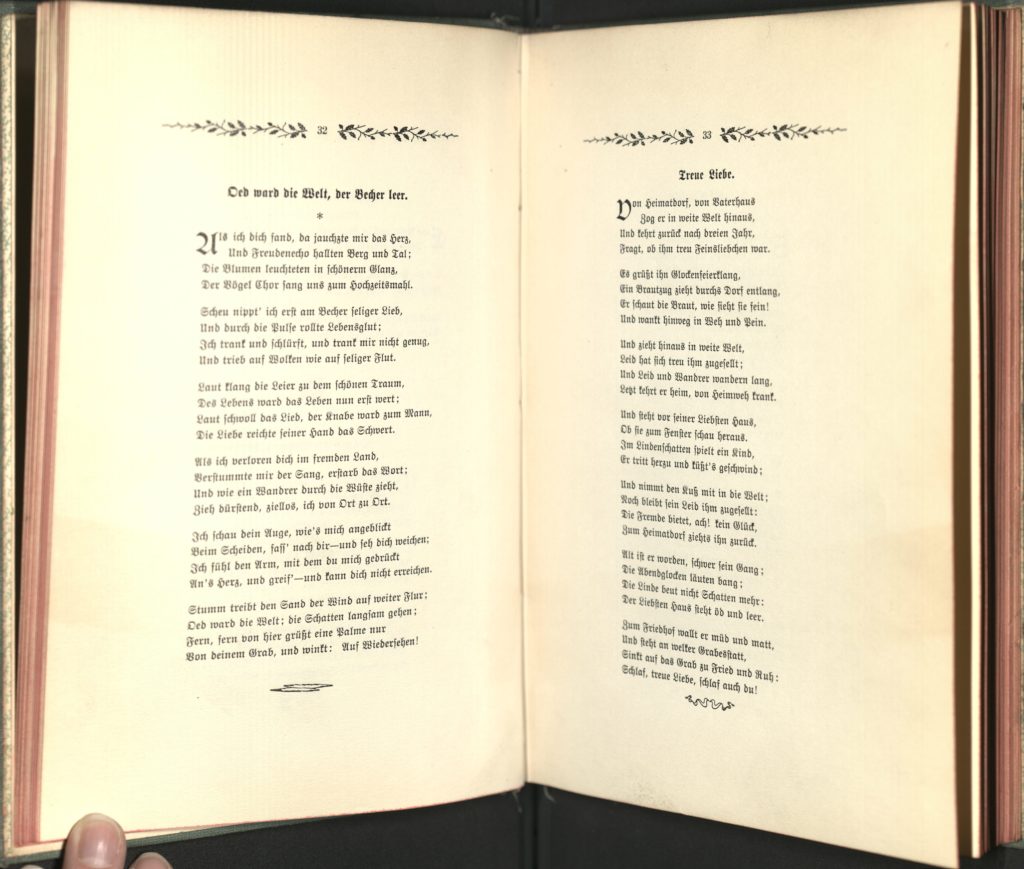 32
Oed ward die Welt, der Becher leer.
*
Als ich dich fand, da jauchzte mir das Herz,
Und Freudenecho hallten Berg und Tal;
Die Blumen leuchteten in schönerm Glanz,
Der Vögel Chor sang uns zum Hochzeitsmahl.
Scheu nippt' ich erst am Becher seliger Lieb,
Und durch die Pulse rollte Lebensglut;
Ich trank und schlürft, und trank mir nicht genug,
Und trieb auf Wolken wie auf seliger Flut.
Laut klang die Leier zu dem schönen Traum,
Des Lebens ward das Leben nun erst wert;
Laut schwoll das Lied, der Knabe ward zum Mann,
Die Liebe reichte seiner Hand das Schwert.
Als ich verloren dich im fremden Land,
Verstummte mir der Sang, erstarb das Wort;
Und wie ein Wandrer durch die Wüste zieht,
Zieh dürstend, ziellos, ich von Ort zu Ort.
Ich schau dein Auge, wie's mich angeblickt
Beim Scheiden, fass' nach dir—und seh dich weichen;
Ich fühl den Arm, mit dem du mich gedrückt
An's Herz, und greif'—und kann dich nicht erreichen.
Stumm treibt den Sand der Wind auf weiter Flur;
Oed ward die Welt; die Schatten langsam gehen;
Fern, fern von hier grüßt eine Palme nur
Von deinem Grab, und winkt: Auf Wiedersehen!
33
Treue Liebe.
Von Heimatdorf, von Vaterhaus
Zog er in weite Welt hinaus,
Und kehrt zurück nach dreien Jahr,
Fragt, ob ihm treu Feinsliebchen war.
Es grüßt ihn Glockenfeierklang,
Ein Brautzug zieht durchs Dorf entlang,
Er schaut die Braut, wie sieht sie sein!
Und wankt hinweg in Weh und Pein.
Und zieht hinaus in weite Welt,
Leid hat sich treu ihm zugesellt;
Und Leid und Wandrer wandern lang,
Letzt kehrt er heim, von Heimweh krank.
Und steht vor seiner Liebsten Haus,
Ob sie zum Fenster schau heraus.
Im Lindenschatten spielt ein Kind,
Er tritt herzu und küßt's geschwind;
Und nimmt den Kuß mit in die Welt;
Noch bleibt sein Leid ihm zugesellt:
Die Fremde bietet, ach! kein Glück,
Zum Heimatdorf ziehts ihn zurück.
Alt ist er worden, schwer sein Gang;
Die Abendglocken läuten bang;
Die Linde beut nicht Schatten mehr:
Der Liebsten Haus steht öd und leer.
Zum Friedhof wallt er müd und matt,
Und steht an welker Grabesstatt,
Sinkt auf das Grab zu Fried und Ruh:
Schlaf, treue Liebe, schlaf auch du!